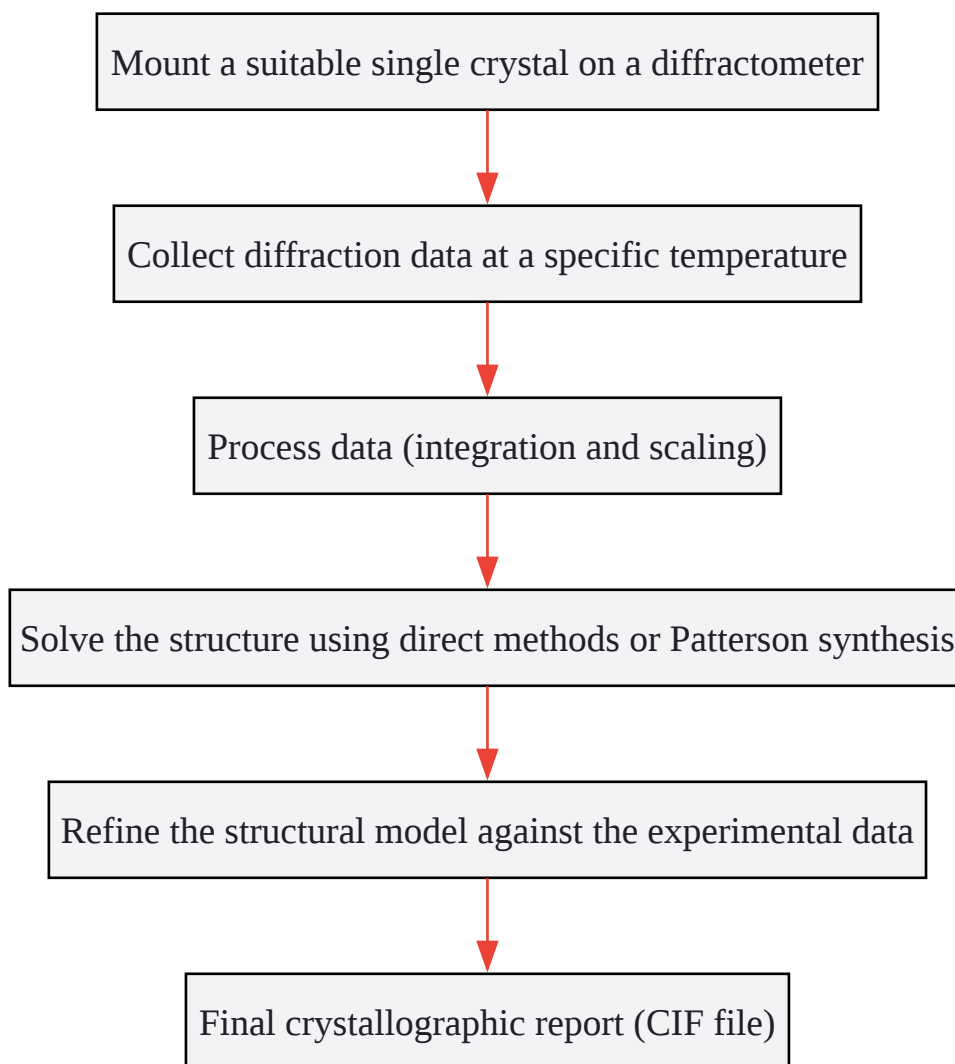 Mount a suitable single crystal on a diffractometer
Collect diffraction data at a specific temperature
Process data (integration and scaling)
Solve the structure using direct methods or Patterson synthesis
Refine the structural model against the experimental data
Final crystallographic report (CIF file)